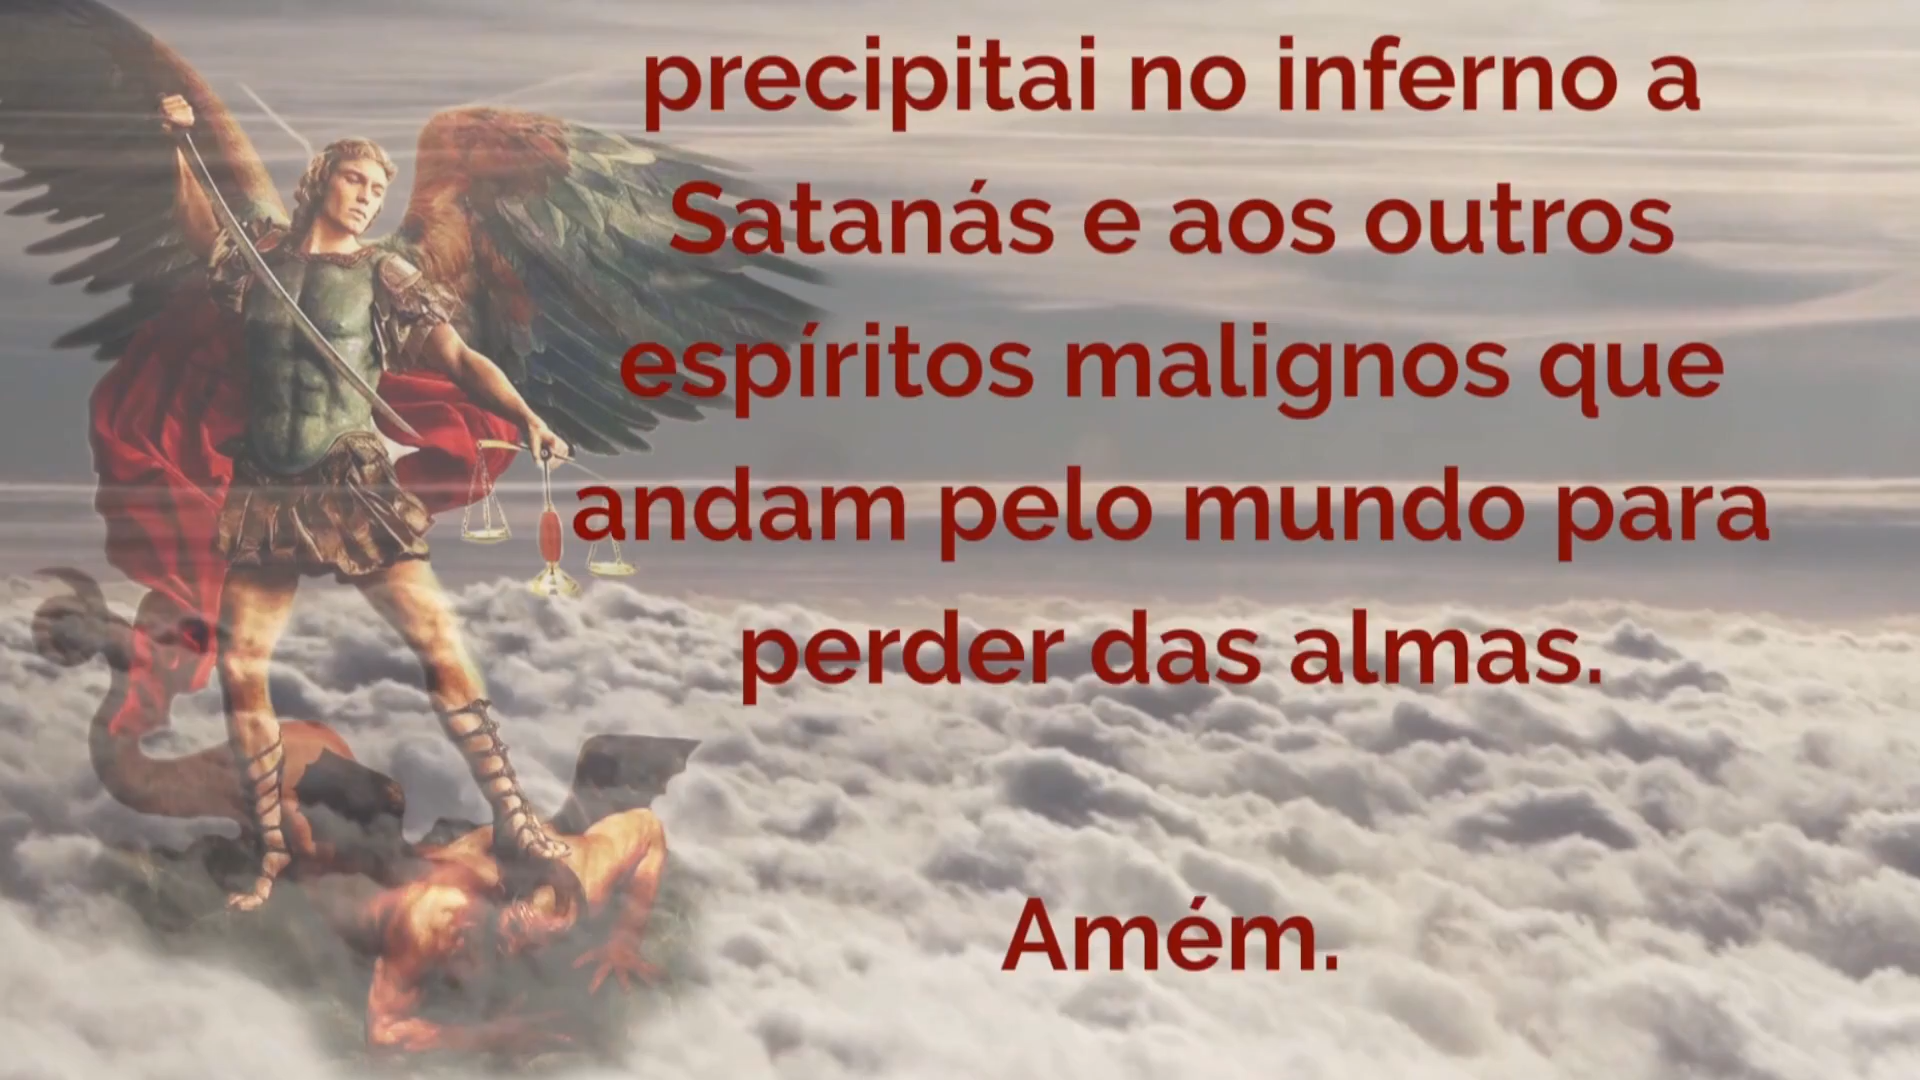 precipitai no inferno a
Satanás e aos outros
espíritos malignos que
andam pelo mundo para
perder das almas.
Amém.